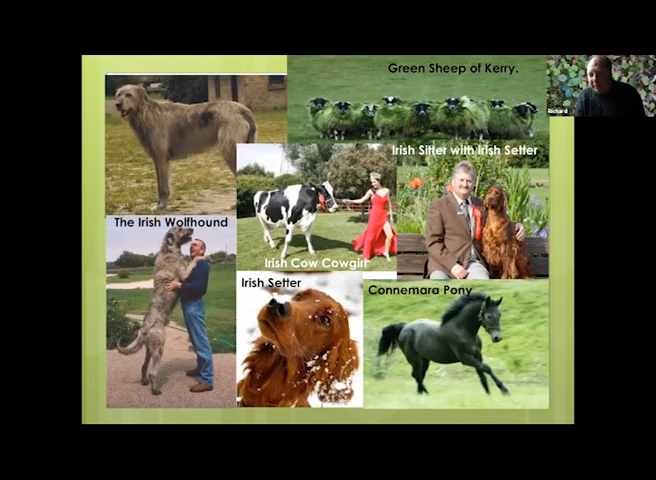 Green Sheep of Kerry.
Richard
Irish Sitter with Irish Setter
The Irish Wolfhound
Irish Cow Cowgirl
Irish Setter
Connemara Pony